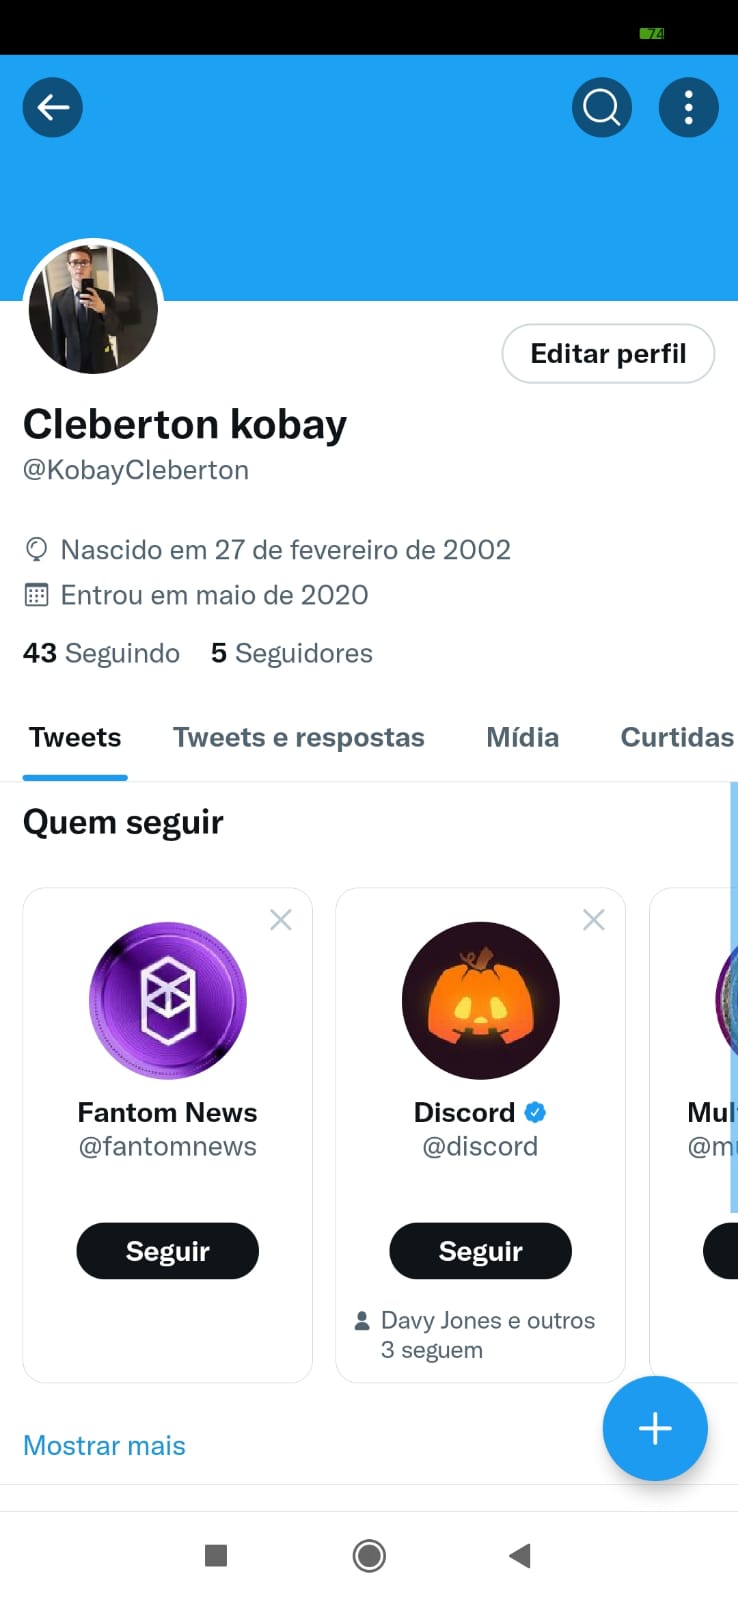 74
Editar perfil
Cleberton kobay
@KobayCleberton
Nascido em 27 de fevereiro de 2002
Entrou em maio de 2020
43 Seguindo 5 Seguidores
Tweets Tweets e respostas Mídia Curtidas
Quem seguir
Fantom News
@fantomnews
Seguir
Discord
@discord
Seguir
Davy Jones e outros
3 seguem
Mul
@mu
Mostrar mais